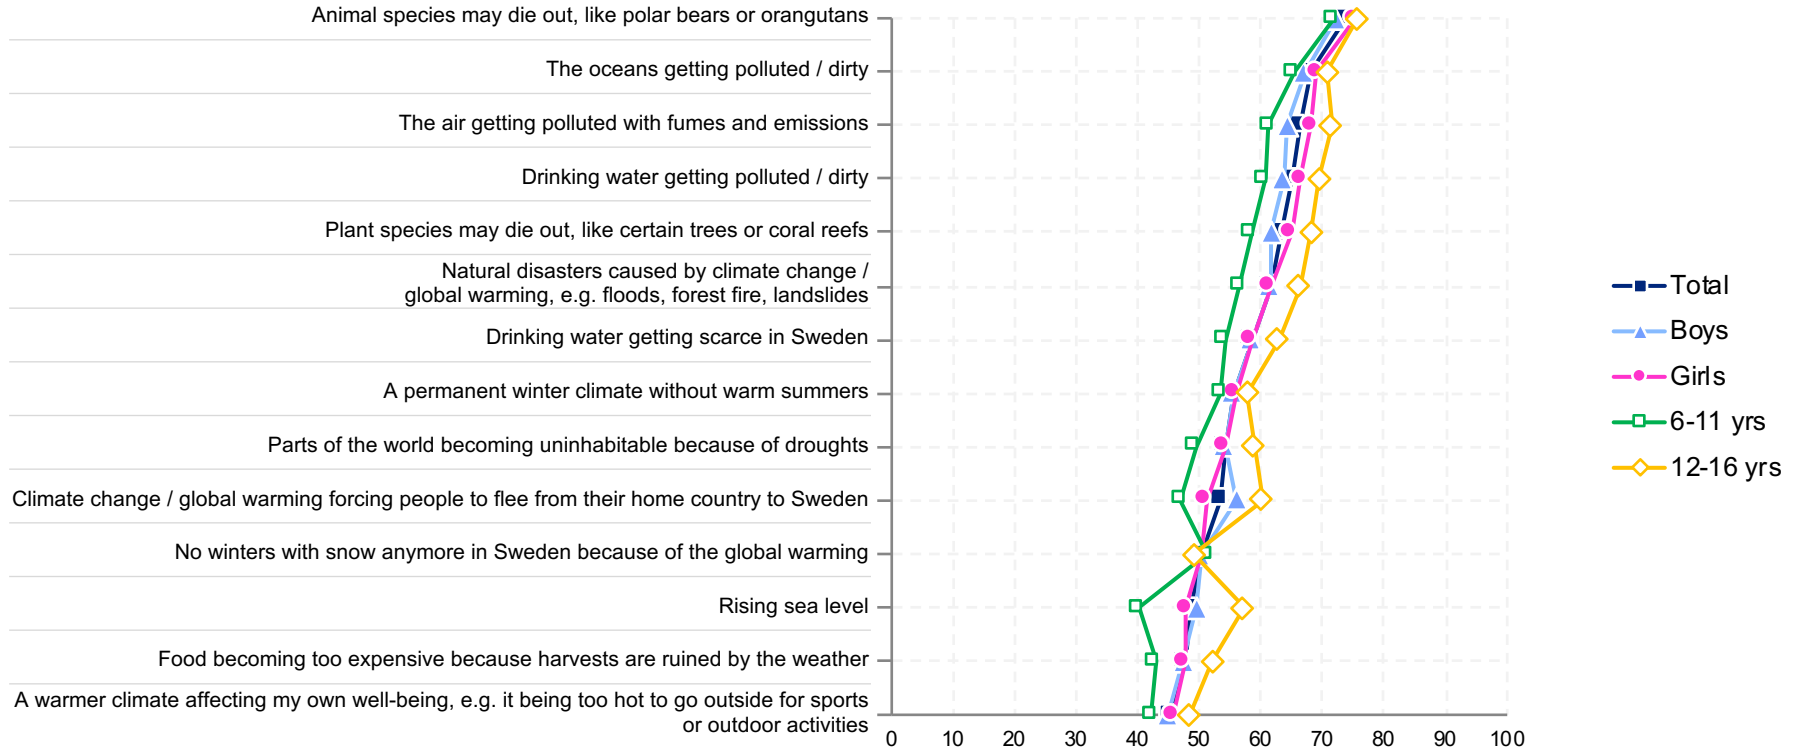 Animal species may die out, like polar bears or orangutans
The oceans getting polluted / dirty
The air getting polluted with fumes and emissions
Drinking water getting polluted / dirty
Plant species may die out, like certain trees or coral reefs
Natural disasters caused by climate change /
global warming, e.g. floods, forest fire, landslides
Drinking water getting scarce in Sweden
A permanent winter climate without warm summers
Parts of the world becoming uninhabitable because of droughts
Climate change / global warming forcing people to flee from their home country to Sweden
No winters with snow anymore in Sweden because of the global warming
Rising sea level
Food becoming too expensive because harvests are ruined by the weather
A warmer climate affecting my own well-being, e.g. it being too hot to go outside for sports
or outdoor activities
0 10 20 30 40 50 60 70 80 90 100
Total
Boys
Girls
6-11 yrs
12-16 yrs